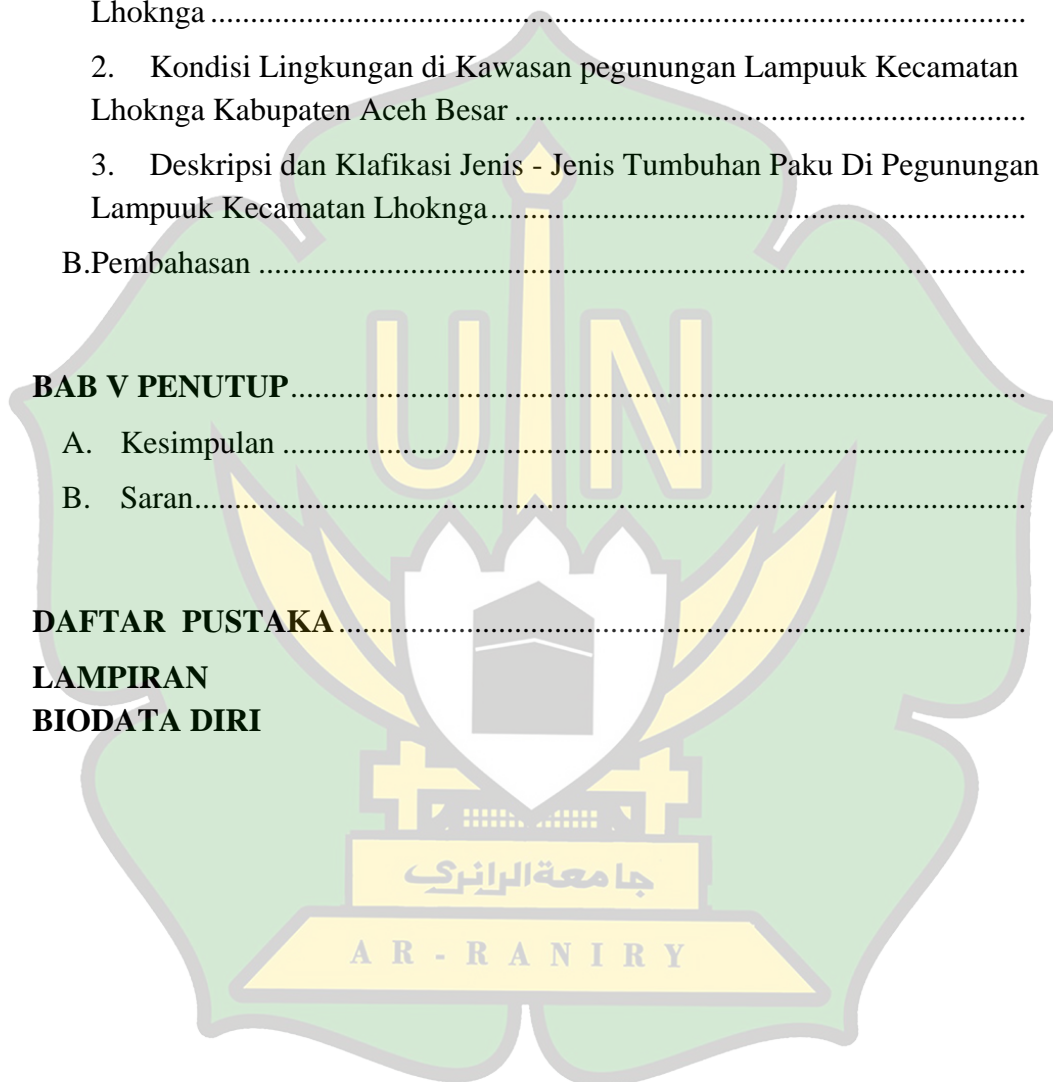 Lhoknga ........................................................................................................
2. Kondisi Lingkungan di Kawasan pegunungan Lampuuk Kecamatan
Lhoknga Kabupaten Aceh Besar .................................................................
3. Deskripsi dan Klafikasi Jenis - Jenis Tumbuhan Paku Di Pegunungan
Lampuuk Kecamatan Lhoknga....................................................................
B.Pembahasan ..................................................................................................
UIN
BAB V PENUTUP..............................................................................................
A. Kesimpulan ...............................................................................................
B. Saran..........................................................................................................
DAFTAR PUSTAKA........................................................................................
LAMPIRAN
BIODATA DIRI
جامعةالرانري
AR - RANIRY